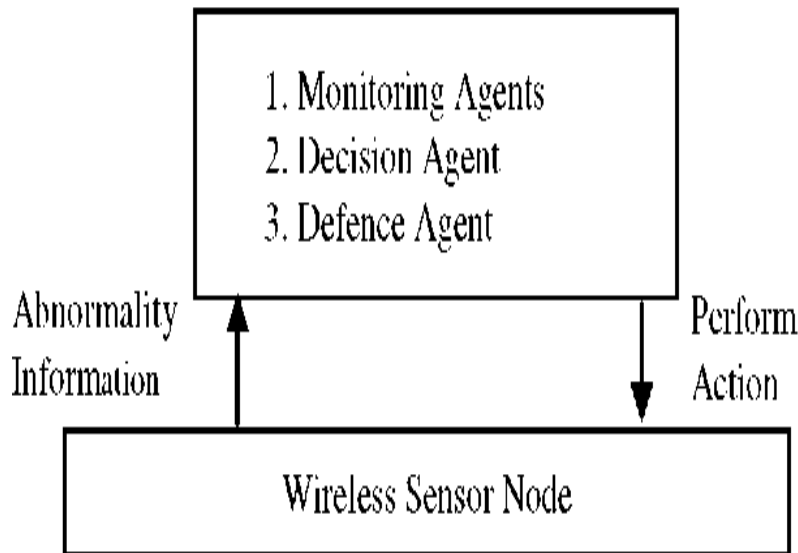 1. Monitoring Agents
2. Decision Agent
3. Defence Agent
Abnormality
Information
Perform
Action
Wireless Sensor Node